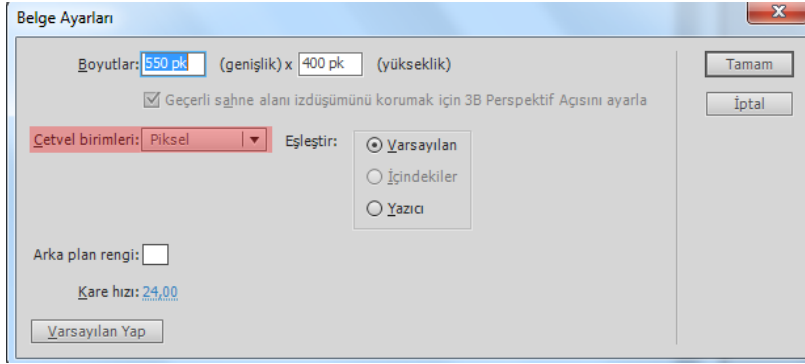 Belge Ayarları
Boyutlar: 550 pk (genişlik) x 400 pk (yükseklik)
Tamam
Geçerli sahne alanı izdüşümünü korumak için 3B Perspektif Açısını ayarla
İptal
Cetvel birimleri: Piksel
Eşleştir:
Varsayılan
İçindekiler
Yazıcı
Arka plan rengi:
Kare hızı: 24,00
Varsayılan Yap